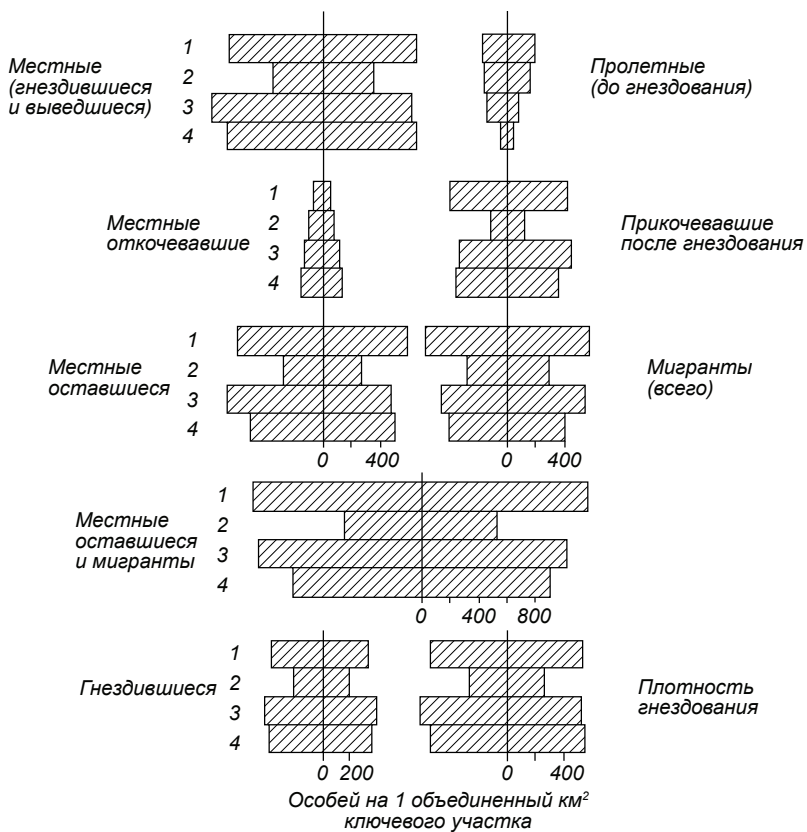 1
Местные
(гнездившиеся
и выведшиеся)
2
3
4
Пролетные
(до гнездования)
1
Местные
откочевавшие
2
3
4
Прикочевавшие
после гнездования
1
Местные
оставшиеся
2
3
4
0 400
Мигранты
(всего)
0 400
1
Местные
оставшиеся
и мигранты
2
3
4
0 400 800
1
Гнездившиеся
2
3
4
0 200
Плотность
гнездования
0 400
Особей на 1 объединенный км²
ключевого участка